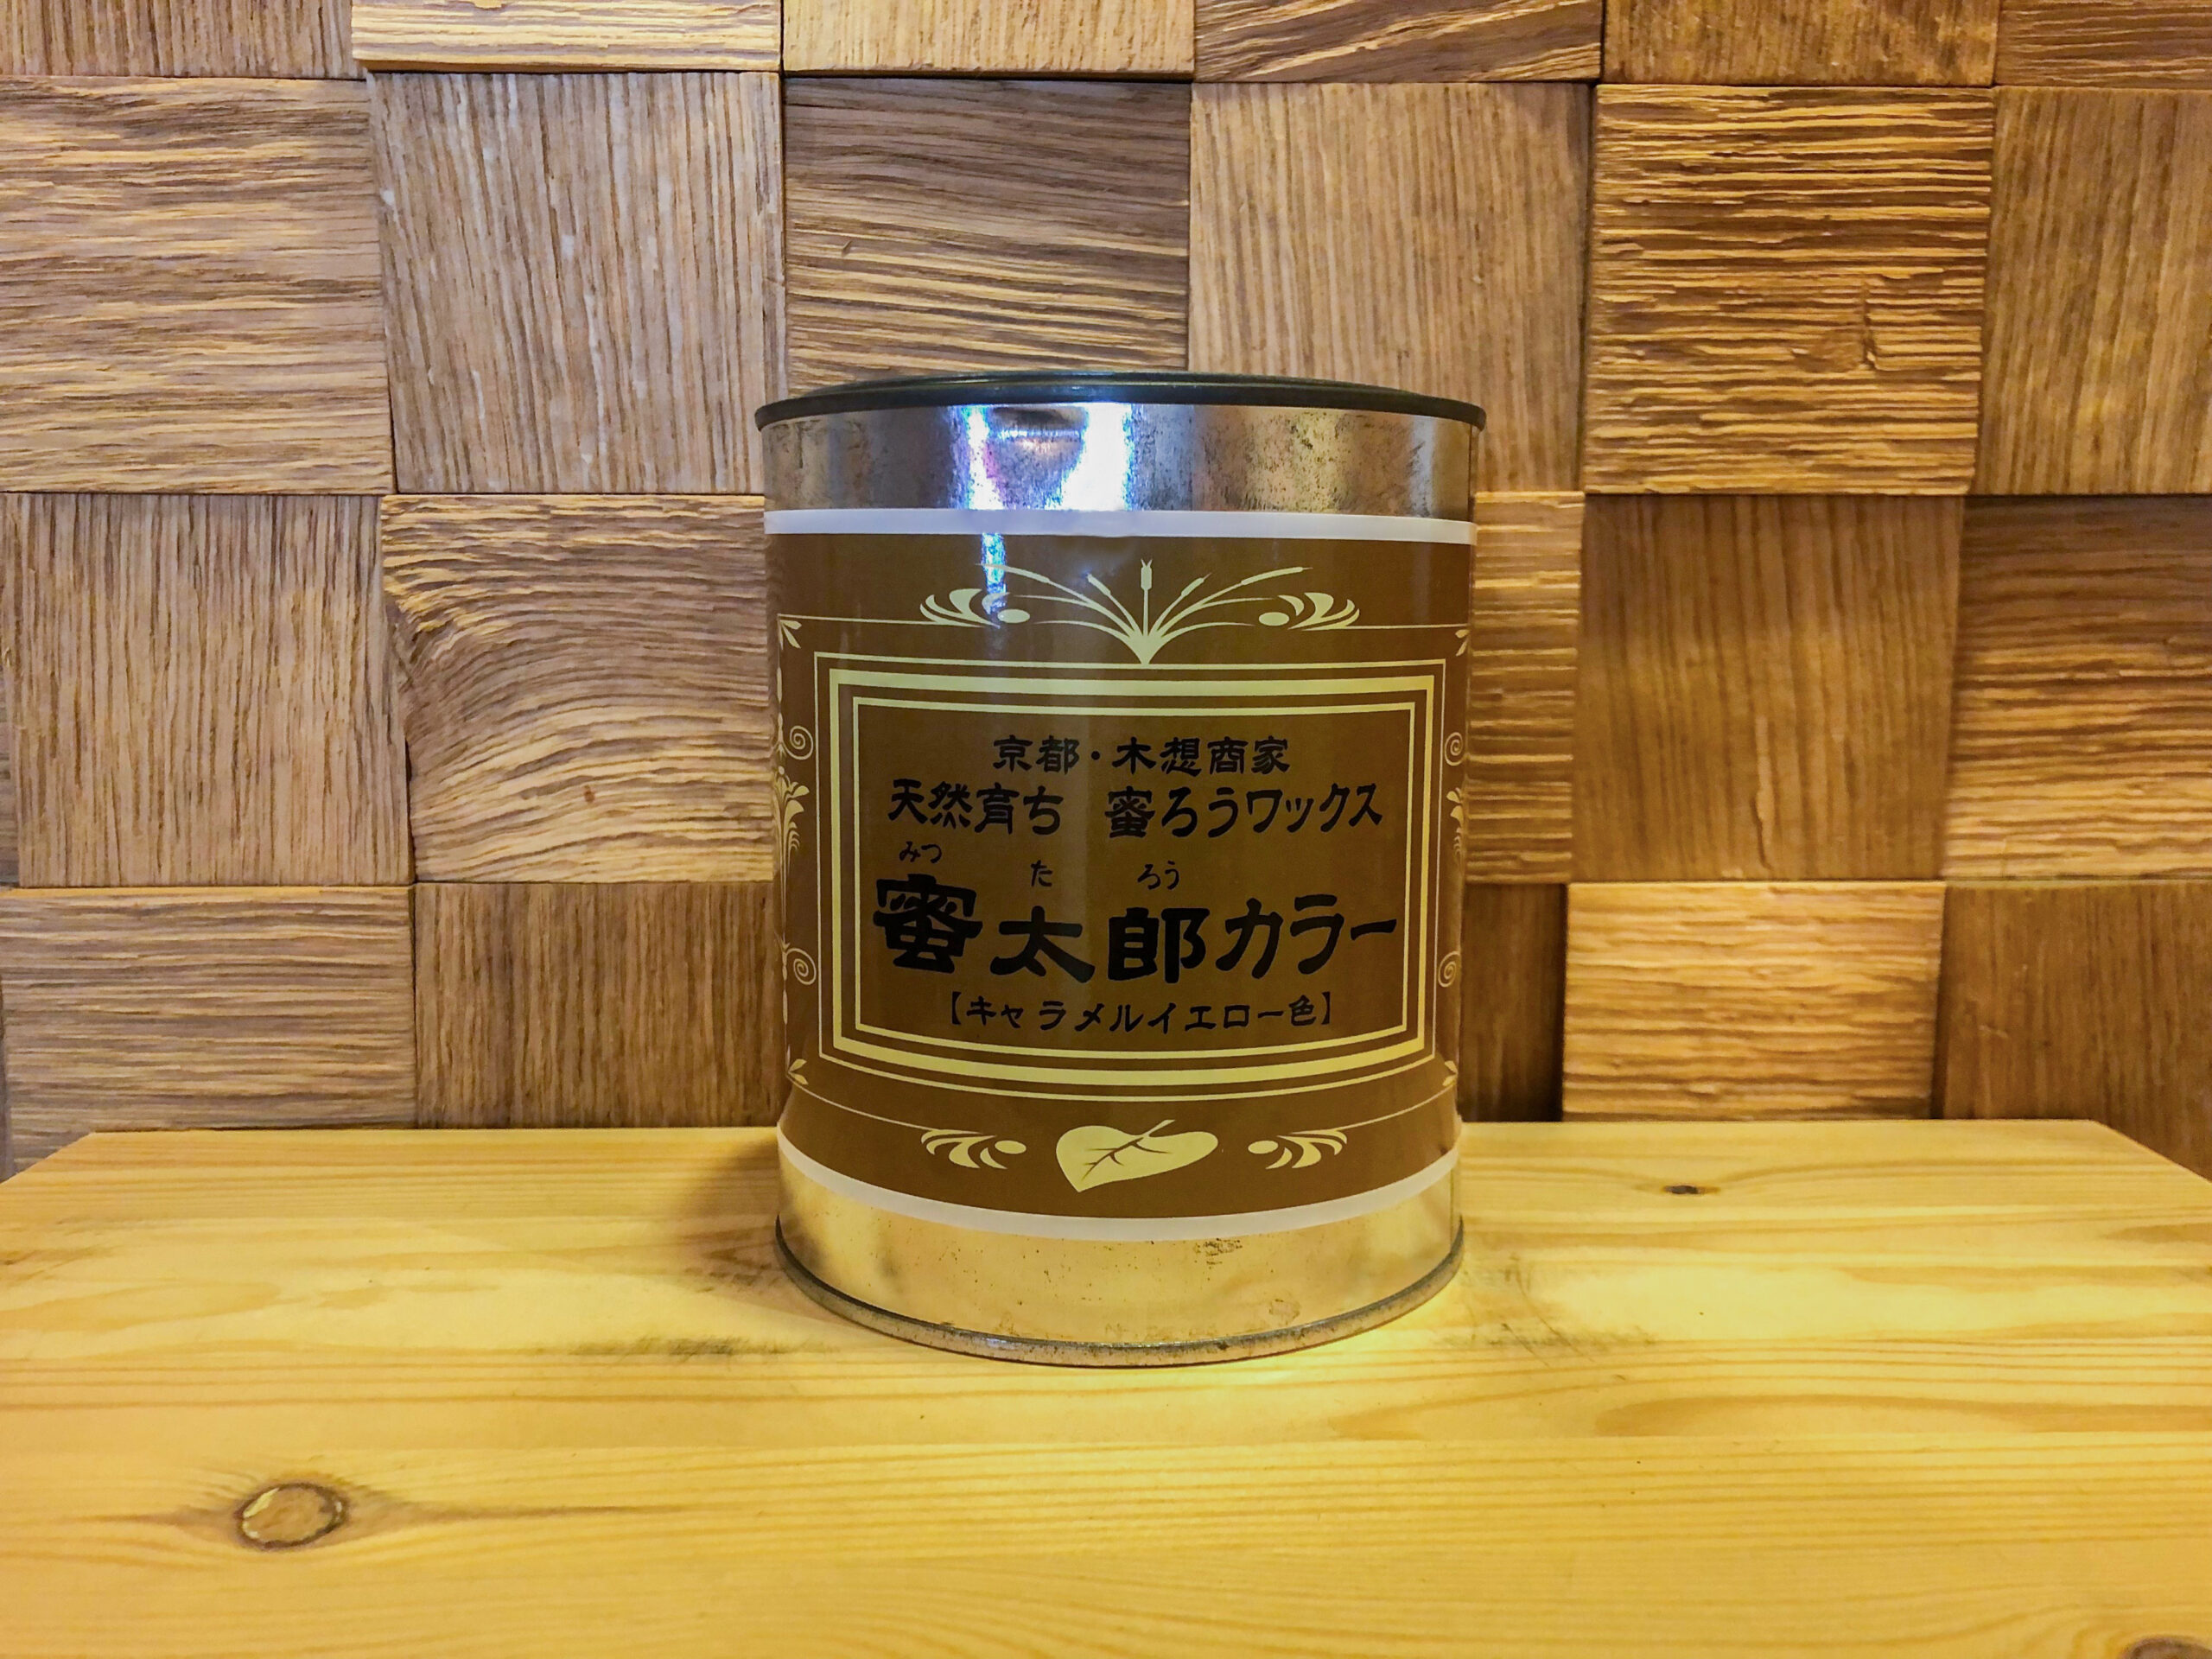 京都・木想商家
天然育ち 蜜ろうワックス
みつ た ろう
蜜太郎カラー
【キャラメルイエロー色】